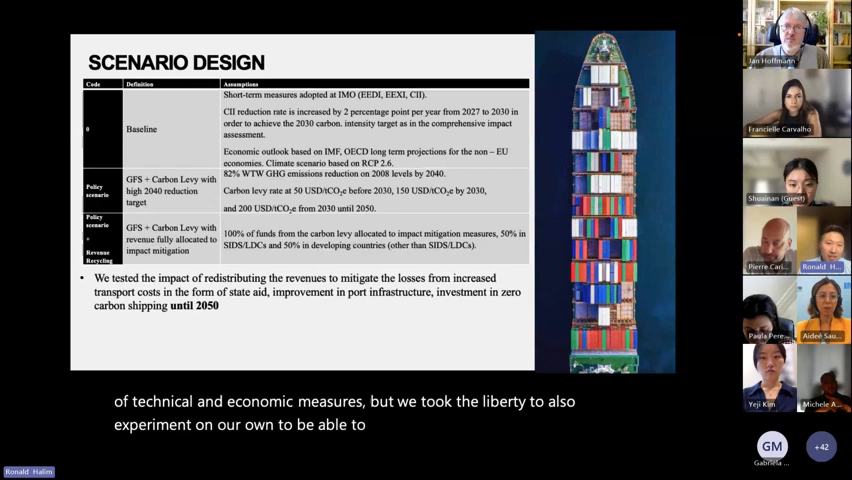 SCENARIO DESIGN
Code Definition Assumptions
0 Baseline
Short-term measures adopted at IMO (EEDI, EEXI, CII).
CII reduction rate is increased by 2 percentage point per year from 2027 to 2030 in
order to achieve the 2030 carbon. intensity target as in the comprehensive impact
assessment.
Economic outlook based on IMF, OECD long term projections for the non – EU
economies. Climate scenario based on RCP 2.6.
Policy
scenario
GFS + Carbon Levy with
high 2040 reduction
target
82% WTW GHG emissions reduction on 2008 levels by 2040.
Carbon levy rate at 50 USD/tCO2e before 2030, 150 USD/tCO2e by 2030,
and 200 USD/tCO2e from 2030 until 2050.
Policy
scenario
+
Revenue
Recycling
GFS + Carbon Levy with
revenue fully allocated to
impact mitigation
100% of funds from the carbon levy allocated to impact mitigation measures, 50% in
SIDS/LDCs and 50% in developing countries (other than SIDS/LDCs).
• We tested the impact of redistributing the revenues to mitigate the losses from increased
transport costs in the form of state aid, improvement in port infrastructure, investment in zero
carbon shipping until 2050
of technical and economic measures, but we took the liberty to also
experiment on our own to be able to
Ronald Halim
Jan Hoffmann
Francielle Carvalho
Shuainan (Guest)
Pierre Cari...
Ronald H...
Paula Pere...
Aideé Sau...
Yeji Kim
Michele A...
GM
Gabriela ...
+42